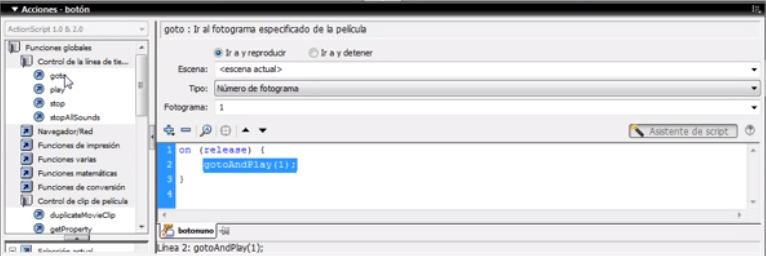 Acciones - botón
ActionScript 1.0 & 2.0
Funciones globales
Control de la línea de tie...
goto
play
stop
stopAllSounds
Navegador/Red
Funciones de impresión
Funciones varias
Funciones matemáticas
Funciones de conversión
Control de clip de película
duplicateMovieClip
getProperty
Selección actual
goto : Ir al fotograma especificado de la película
Ir a y reproducir Ir a y detener
Escena: <escena actual>
Tipo: Número de fotograma
Fotograma: 1
Asistente de script
1 on (release) {
2 gotoAndPlay(1);
3 }
4
botonuno
Línea 2: gotoAndPlay(1);